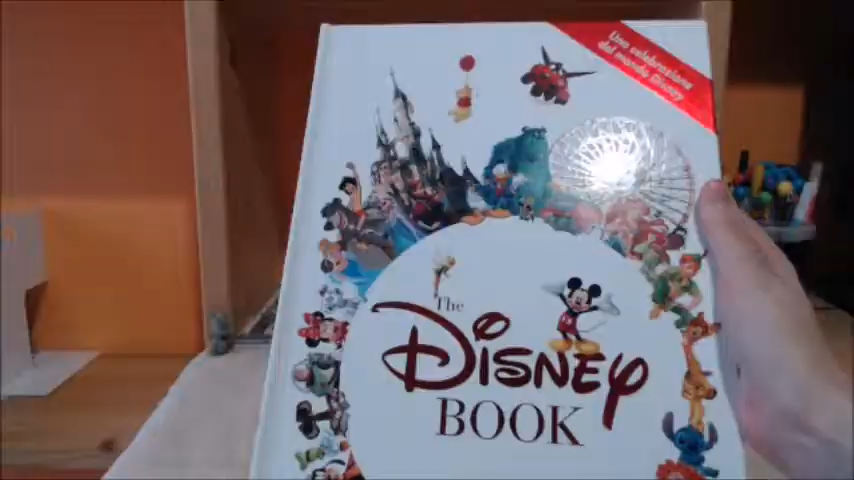 Una celebrazione
del mondo Disney
The
DISNEY
BOOK